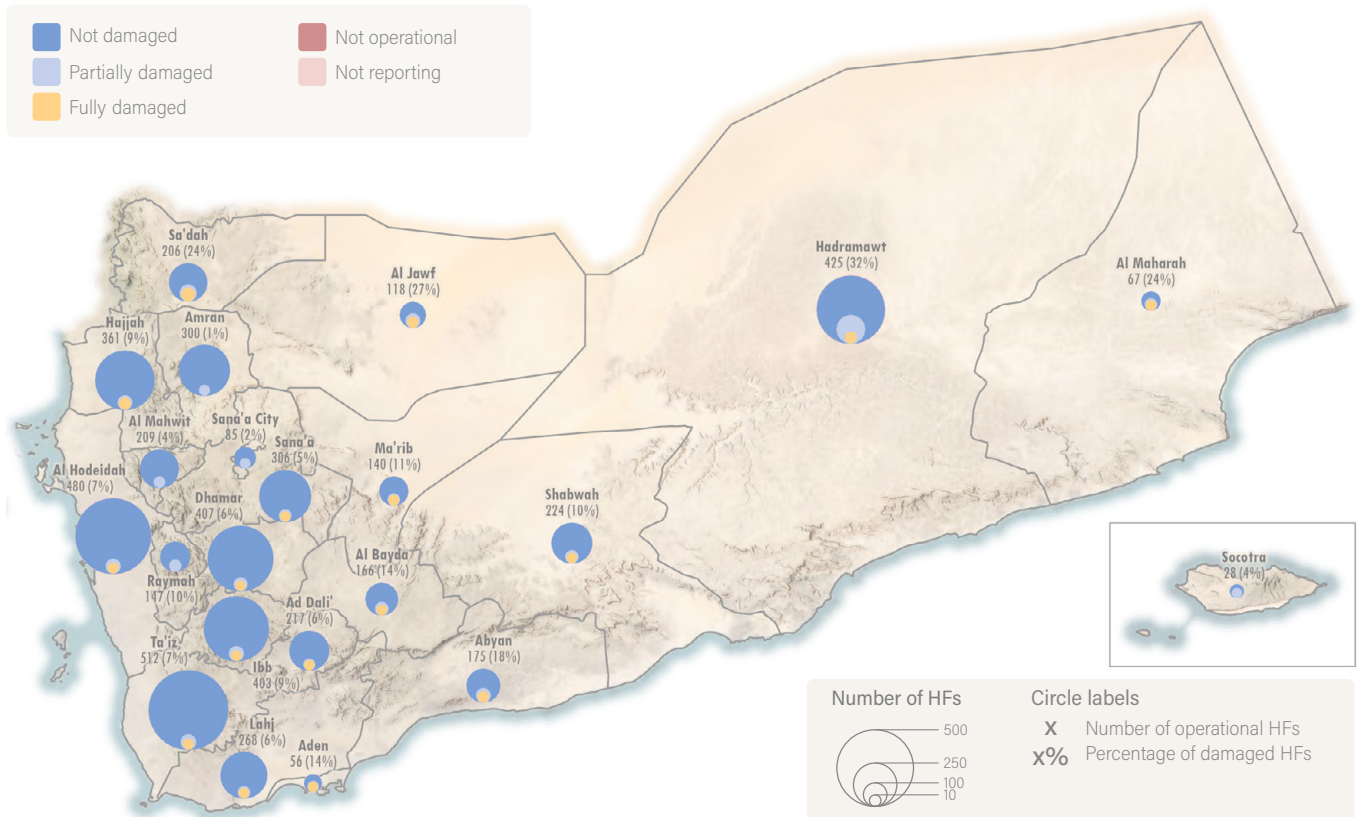 Not damaged
Partially damaged
Fully damaged
Not operational
Not reporting
Sa'dah
206 (24%)
Al Jawf
118 (27%)
Hadramawt
425 (32%)
Al Maharah
67 (24%)
Hajjah
361 (9%)
Amran
300 (1%)
Al Mahwit
209 (4%)
Sana'a City
85 (2%)
Sana'a
306 (5%)
Ma'rib
140 (11%)
Al Hodeidah
480 (7%)
Dhamar
407 (6%)
Shabwah
224 (10%)
Al Bayda
166 (14%)
Raymah
147 (10%)
Ad Dali'
217 (6%)
Socotra
28 (4%)
Ta'iz
512 (7%)
Ibb
403 (9%)
Abyan
175 (18%)
Lahj
268 (6%)
Aden
56 (14%)
Number of HFs
500
250
100
10
Circle labels
X Number of operational HFs
x% Percentage of damaged HFs